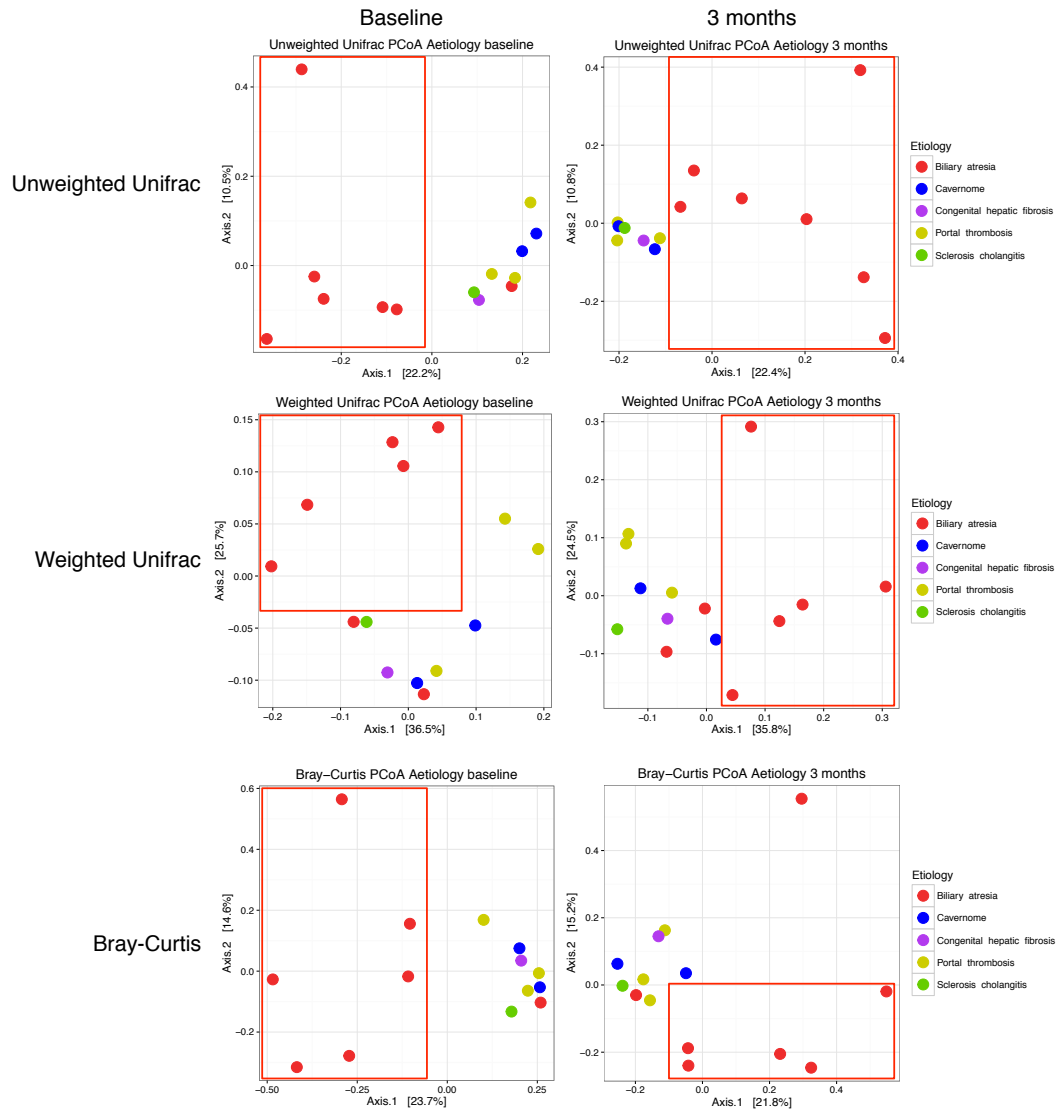 Baseline
3 months
Unweighted Unifrac PCoA Aetiology baseline
Unweighted Unifrac PCoA Aetiology 3 months
Unweighted Unifrac
Axis.2 [10.5%]
0.4
0.2
0.0
−0.2 0.0 0.2
Axis.1 [22.2%]
Axis.2 [10.8%]
0.4
0.2
0.0
−0.2
−0.2 0.0 0.2 0.4
Axis.1 [22.4%]
Etiology
Biliary atresia
Cavernome
Congenital hepatic fibrosis
Portal thrombosis
Sclerosis cholangitis
Weighted Unifrac PCoA Aetiology baseline
Weighted Unifrac PCoA Aetiology 3 months
Weighted Unifrac
Axis.2 [25.7%]
0.15
0.10
0.05
0.00
−0.05
−0.10
−0.2 −0.1 0.0 0.1 0.2
Axis.1 [36.5%]
Axis.2 [24.5%]
0.3
0.2
0.1
0.0
−0.1
−0.1 0.0 0.1 0.2 0.3
Axis.1 [35.8%]
Etiology
Biliary atresia
Cavernome
Congenital hepatic fibrosis
Portal thrombosis
Sclerosis cholangitis
Bray−Curtis PCoA Aetiology baseline
Bray−Curtis PCoA Aetiology 3 months
Bray-Curtis
Axis.2 [14.6%]
0.6
0.4
0.2
0.0
−0.2
−0.50 −0.25 0.00 0.25
Axis.1 [23.7%]
Axis.2 [15.2%]
0.4
0.2
0.0
−0.2
−0.2 0.0 0.2 0.4
Axis.1 [21.8%]
Etiology
Biliary atresia
Cavernome
Congenital hepatic fibrosis
Portal thrombosis
Sclerosis cholangitis